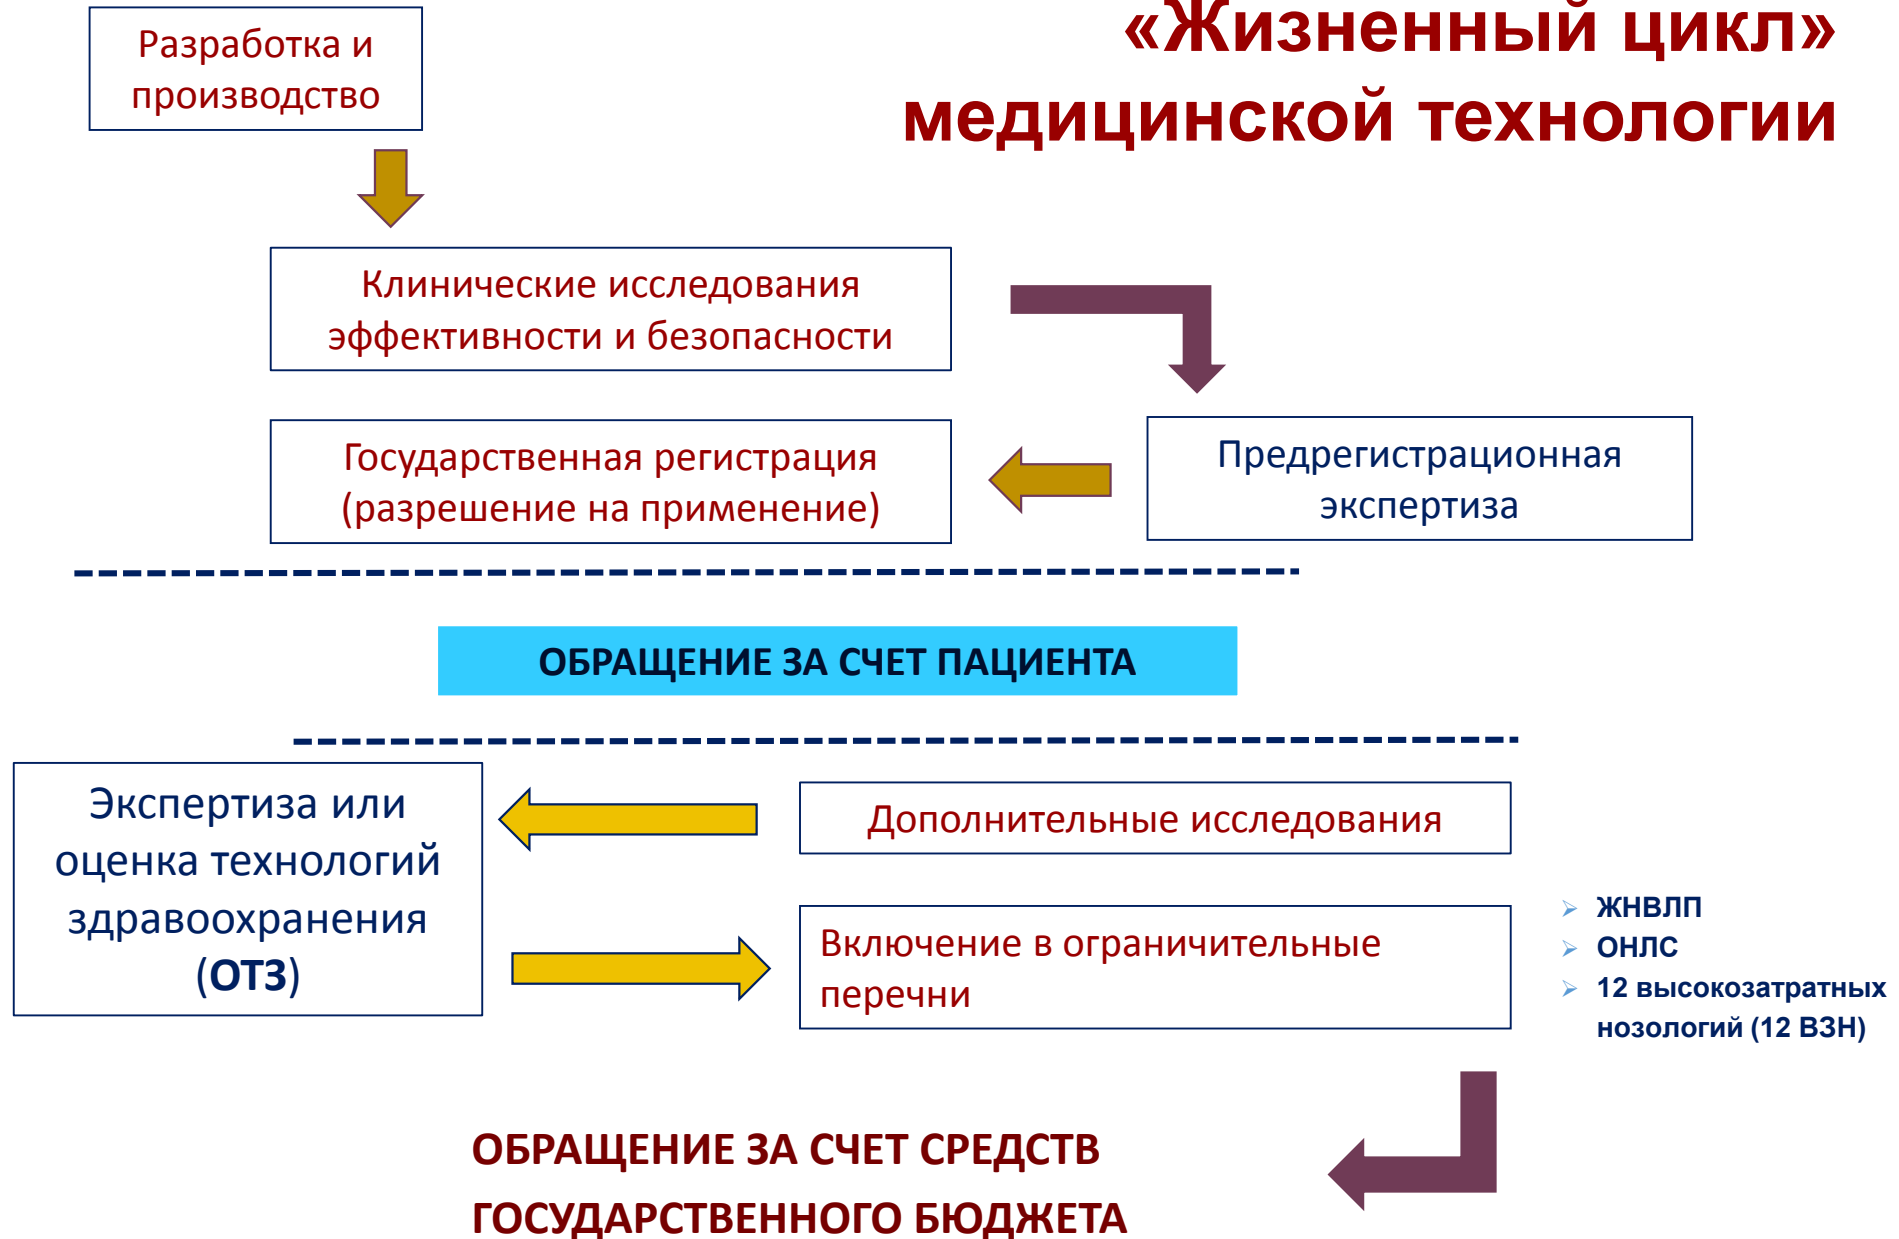 «Жизненный цикл»
медицинской технологии
Разработка и
производство
Клинические исследования
эффективности и безопасности
Государственная регистрация
(разрешение на применение)
Предрегистрационная
экспертиза
ОБРАЩЕНИЕ ЗА СЧЕТ ПАЦИЕНТА
Экспертиза или
оценка технологий
здравоохранения
(ОТЗ)
Дополнительные исследования
Включение в ограничительные
перечни
ЖНВЛП
ОНЛС
12 высокозатратных
нозологий (12 ВЗН)
ОБРАЩЕНИЕ ЗА СЧЕТ СРЕДСТВ
ГОСУДАРСТВЕННОГО БЮДЖЕТА